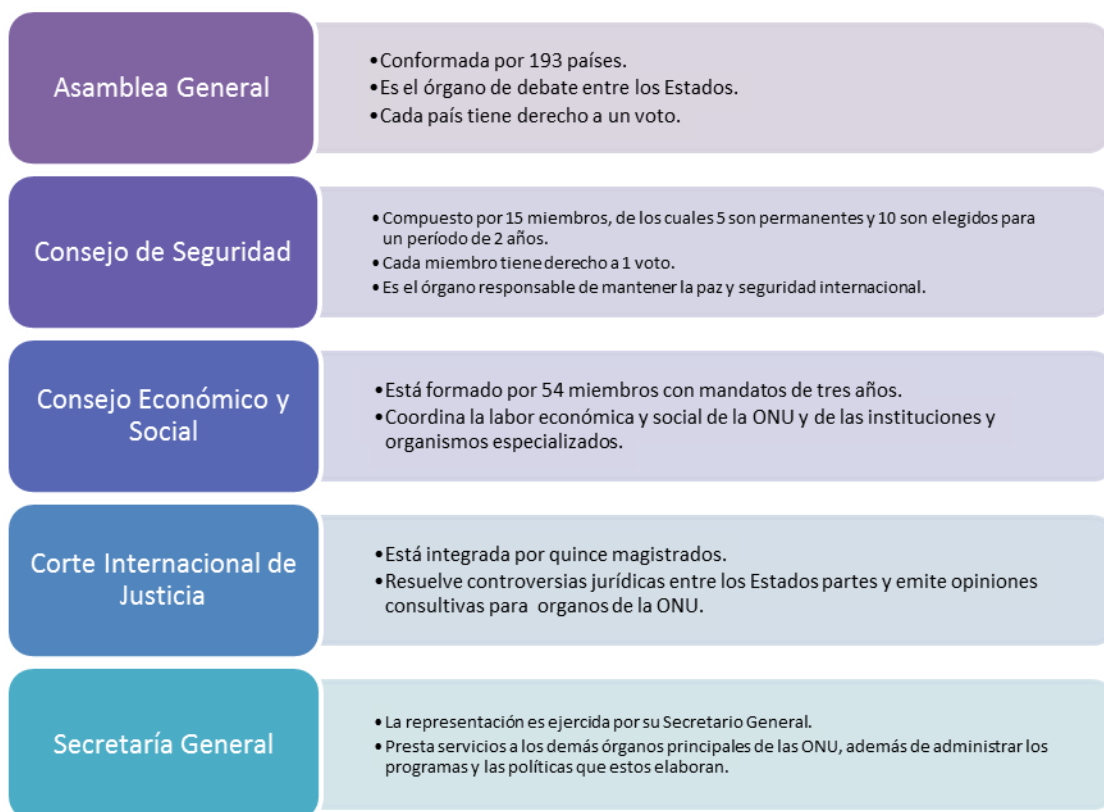 Asamblea General
•Conformada por 193 países.
•Es el órgano de debate entre los Estados.
•Cada país tiene derecho a un voto.
Consejo de Seguridad
•Compuesto por 15 miembros, de los cuales 5 son permanentes y 10 son elegidos para
un período de 2 años.
•Cada miembro tiene derecho a 1 voto.
•Es el órgano responsable de mantener la paz y seguridad internacional.
Consejo Económico y
Social
•Está formado por 54 miembros con mandatos de tres años.
•Coordina la labor económica y social de la ONU y de las instituciones y
organismos especializados.
Corte Internacional de
Justicia
•Está integrada por quince magistrados.
•Resuelve controversias jurídicas entre los Estados partes y emite opiniones
consultivas para organos de la ONU.
Secretaría General
•La representación es ejercida por su Secretario General.
•Presta servicios a los demás órganos principales de las ONU, además de administrar los
programas y las políticas que estos elaboran.